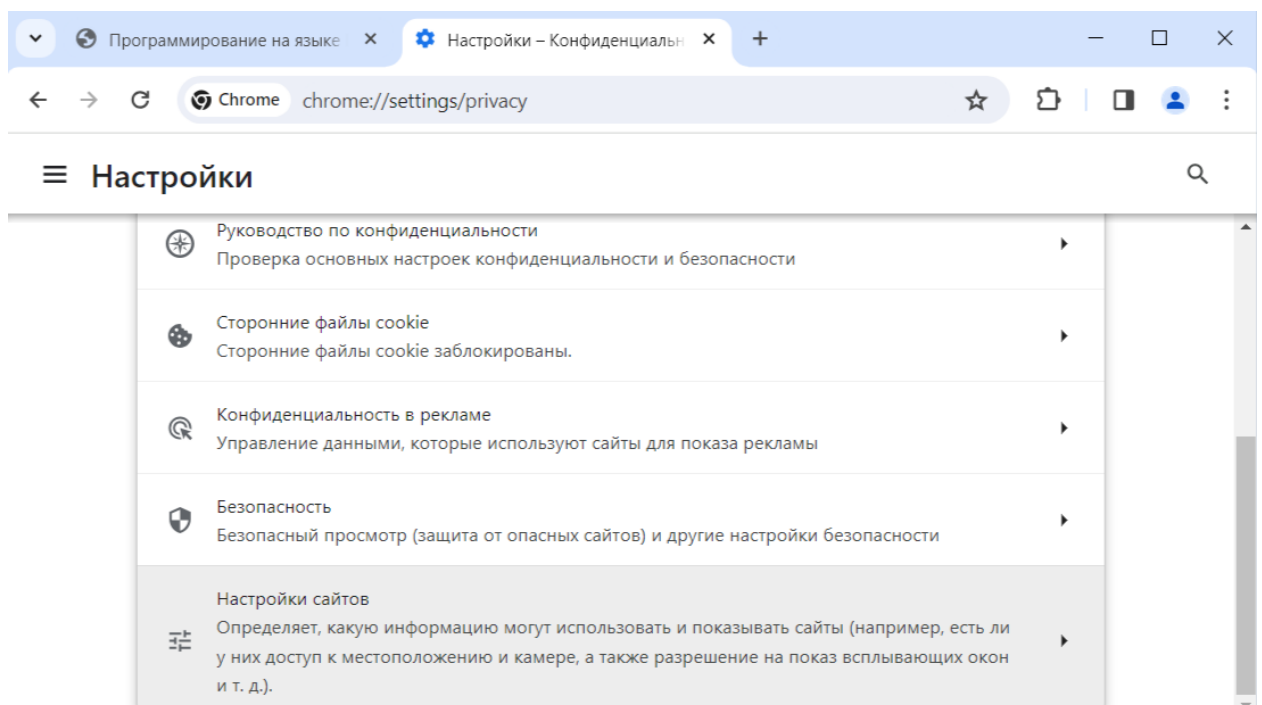 Программирование на языке
Настройки – Конфиденциальн
Chrome chrome://settings/privacy
Настройки
Руководство по конфиденциальности
Проверка основных настроек конфиденциальности и безопасности
Сторонние файлы cookie
Сторонние файлы cookie заблокированы.
Конфиденциальность в рекламе
Управление данными, которые используют сайты для показа рекламы
Безопасность
Безопасный просмотр (защита от опасных сайтов) и другие настройки безопасности
Настройки сайтов
Определяет, какую информацию могут использовать и показывать сайты (например, есть ли
у них доступ к местоположению и камере, а также разрешение на показ всплывающих окон
и т. д.).